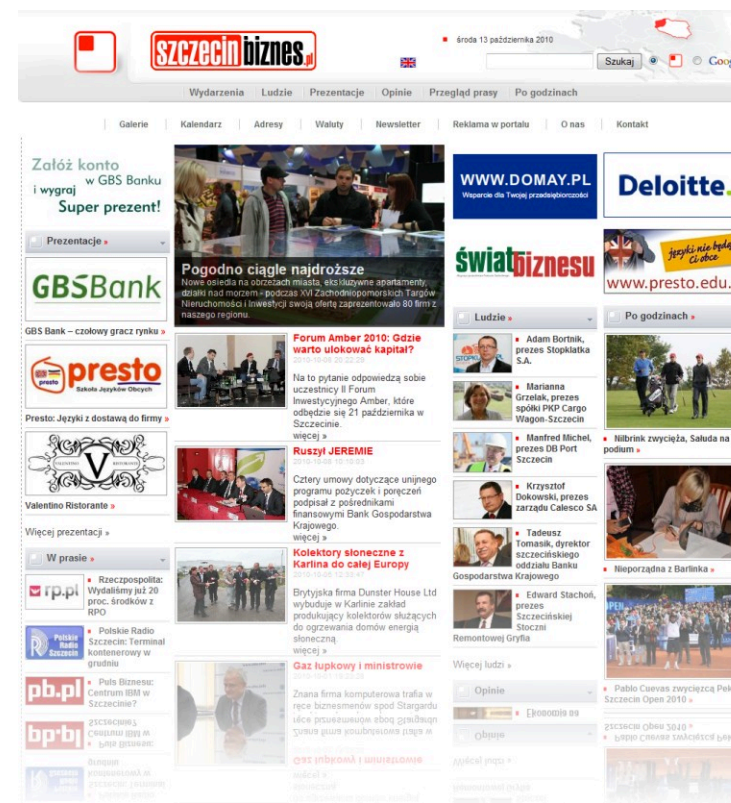 szczecinbiznes.pl
środa 13 października 2010
Szukaj
Wydarzenia Ludzie Prezentacje Opinie Przegląd prasy Po godzinach
Galerie Kalendarz Adresy Waluty Newsletter Reklama w portalu O nas Kontakt
Załóż konto
w GBS Banku
i wygraj
Super prezent!
Prezentacje »
GBSBank
GBS Bank – czołowy gracz rynku »
presto
presto
Szkoła Języków Obcych
Presto: Języki z dostawą do firmy »
VALENTINO V RISTORANTE
Valentino Ristorante »
Więcej prezentacji »
W prasie »
rp.pl
Rzeczpospolita:
Wydaliśmy już 20
proc. środków z
RPO
Polskie
Radio
Szczecin
Polskie Radio
Szczecin: Terminal
kontenerowy w
grudniu
pb.pl
Puls Biznesu:
Centrum IBM w
Szczecinie?
Pogodno ciągle najdroższe
Nowe osiedla na obrzeżach miasta, ekskluzywne apartamenty,
działki nad morzem - podczas XVI Zachodniopomorskich Targów
Nieruchomości i Inwestycji swoją ofertę zaprezentowało 80 firm z
naszego regionu.
Forum Amber 2010: Gdzie
warto ulokować kapitał?
Na to pytanie odpowiedzą sobie
uczestnicy II Forum
Inwestycyjnego Amber, które
odbędzie się 21 października w
Szczecinie.
więcej »
Ruszył JEREMIE
Cztery umowy dotyczące unijnego
programu pożyczek i poręczeń
podpisał z pośrednikami
finansowymi Bank Gospodarstwa
Krajowego.
więcej »
Kolektory słoneczne z
Karlina do całej Europy
Brytyjska firma Dunster House Ltd
wybuduje w Karlinie zakład
produkujący kolektorów służących
do ogrzewania domów energią
słoneczną.
więcej »
Gaz łupkowy i ministrowie
Znana firma komputerowa trafia w
ręce biznesmenów spod Stargardu
WWW.DOMAY.PL
Wsparcie dla Twojej przedsiębiorczości
światbiznesu
Ludzie »
Adam Bortnik,
prezes Stopklatka
S.A.
Marianna
Grzelak, prezes
spółki PKP Cargo
Wagon-Szczecin
Manfred Michel,
prezes DB Port
Szczecin
Krzysztof
Dokowski, prezes
zarządu Calesco SA
Tadeusz
Tomasik, dyrektor
szczecińskiego
oddziału Banku
Gospodarstwa Krajowego
Edward Stachoń,
prezes
Szczecińskiej
Stoczni
Remontowej Gryfia
Więcej ludzi »
Opinie
Deloitte.
języki nie będą
Ci obce
www.presto.edu.
Po godzinach »
Nilbrink zwycięża, Saluda na
podium »
Nieporządna z Barlinka »
Pablo Cuevas zwycięzcą Pek
Szczecin Open 2010 »